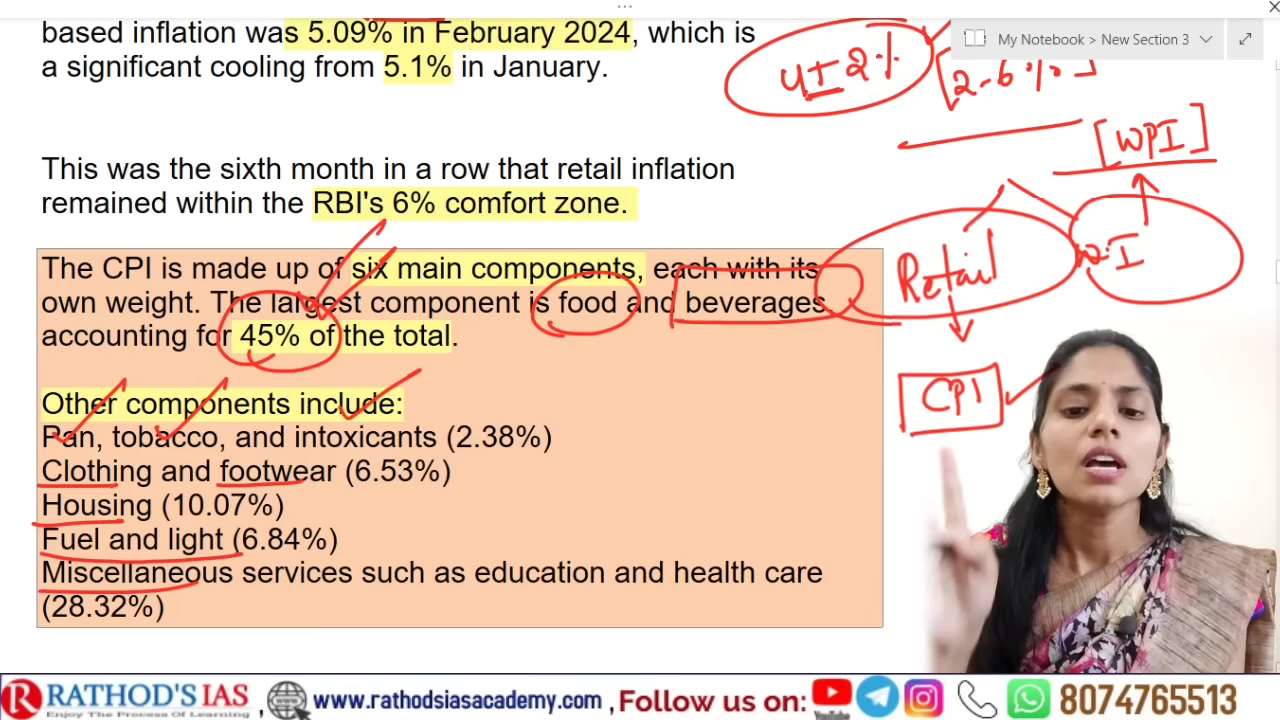 My Notebook > New Section 3
based inflation was 5.09% in February 2024, which is
a significant cooling from 5.1% in January.
4±2%
[2-6%]
[WPI]
This was the sixth month in a row that retail inflation
remained within the RBI's 6% comfort zone.
Retail
W.I
The CPI is made up of six main components, each with its
own weight. The largest component is food and beverages
accounting for 45% of the total.
CPI
Other components include:
Pan, tobacco, and intoxicants (2.38%)
Clothing and footwear (6.53%)
Housing (10.07%)
Fuel and light (6.84%)
Miscellaneous services such as education and health care
(28.32%)
R RATHOD'S IAS
Enjoy The Process Of Learning
, www.rathodsiasacademy.com , Follow us on: YouTube 8074765513